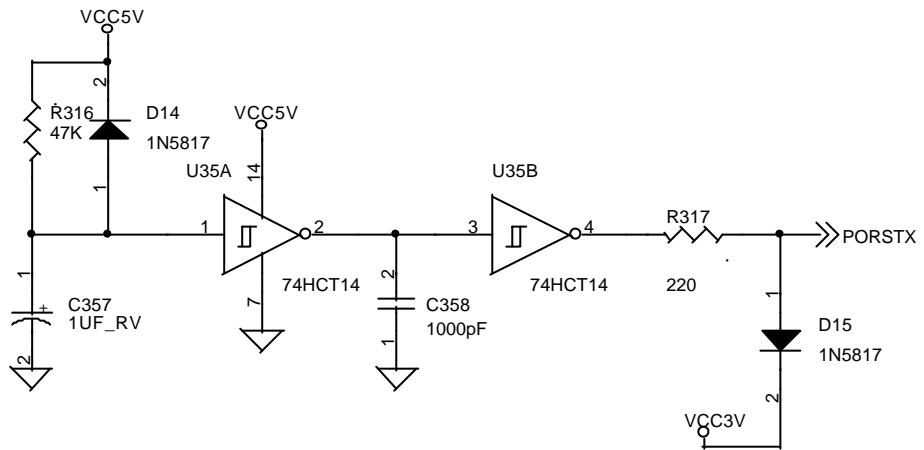 VCC5V
2
R316
47K
D14
1N5817
1
VCC5V
14
U35A
1
2
7
74HCT14
1
C357
+
1UF_RV
2
2
C358
1000pF
1
U35B
3
4
74HCT14
R317
220
PORSTX
1
D15
1N5817
2
VCC3V